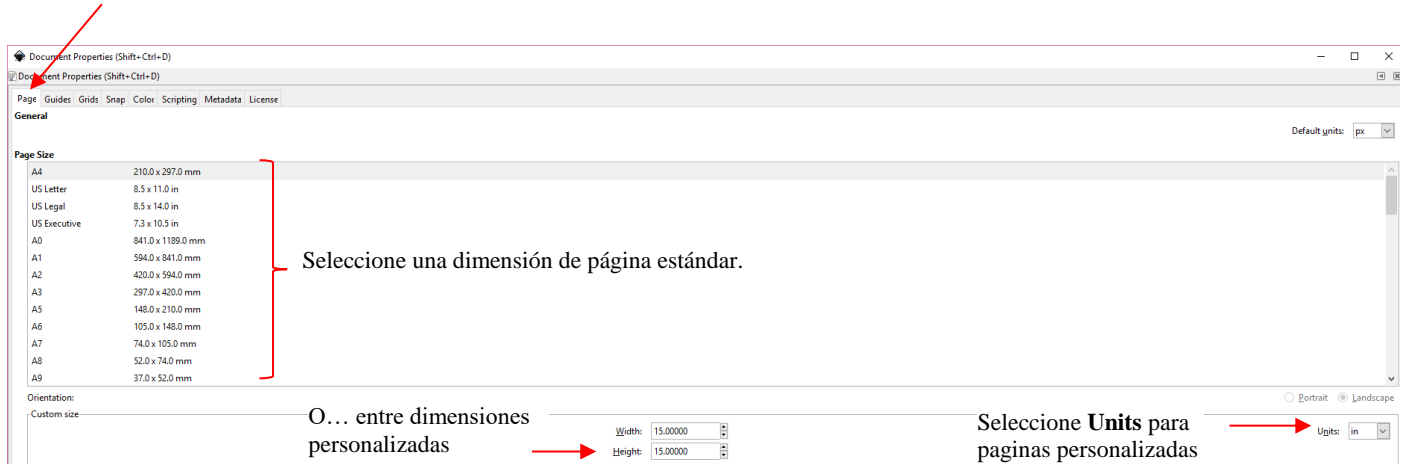 Document Properties (Shift+Ctrl+D)
Document Properties (Shift+Ctrl+D)
Page Guides Grids Snap Color Scripting Metadata License
General
Default units: px
Page Size
A4 210.0 x 297.0 mm
US Letter 8.5 x 11.0 in
US Legal 8.5 x 14.0 in
US Executive 7.3 x 10.5 in
A0 841.0 x 1189.0 mm
A1 594.0 x 841.0 mm
A2 420.0 x 594.0 mm
A3 297.0 x 420.0 mm
A5 148.0 x 210.0 mm
A6 105.0 x 148.0 mm
A7 74.0 x 105.0 mm
A8 52.0 x 74.0 mm
A9 37.0 x 52.0 mm
Seleccione una dimensión de página estándar.
Orientation: Portrait Landscape
Custom size
O… entre dimensiones
personalizadas
Width: 15.00000
Height: 15.00000
Seleccione Units para
paginas personalizadas
Units: in